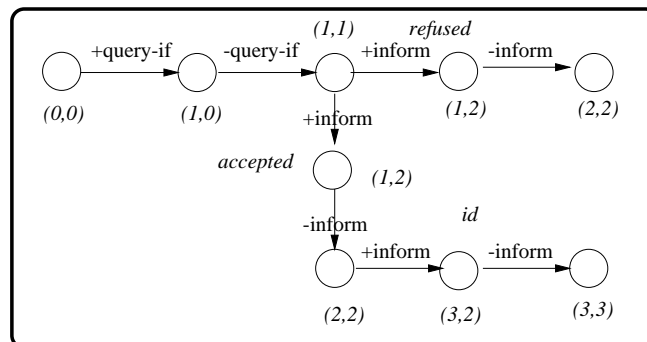 (1,1) refused
+query-if -query-if +inform -inform
(0,0) (1,0) (1,2) (2,2)
+inform
accepted (1,2)
id
-inform +inform -inform
(2,2) (3,2) (3,3)